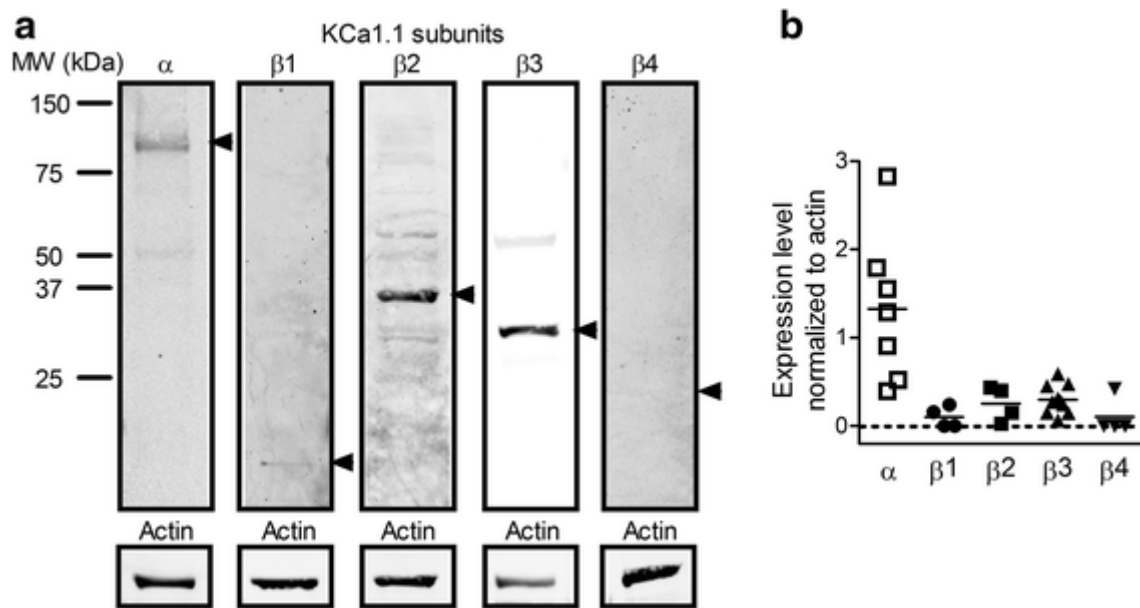 a
b
KCa1.1 subunits
MW (kDa) α β1 β2 β3 β4
150
75
50
37
25
Actin Actin Actin Actin Actin
Expression level
normalized to actin
3
2
1
0
α β1 β2 β3 β4